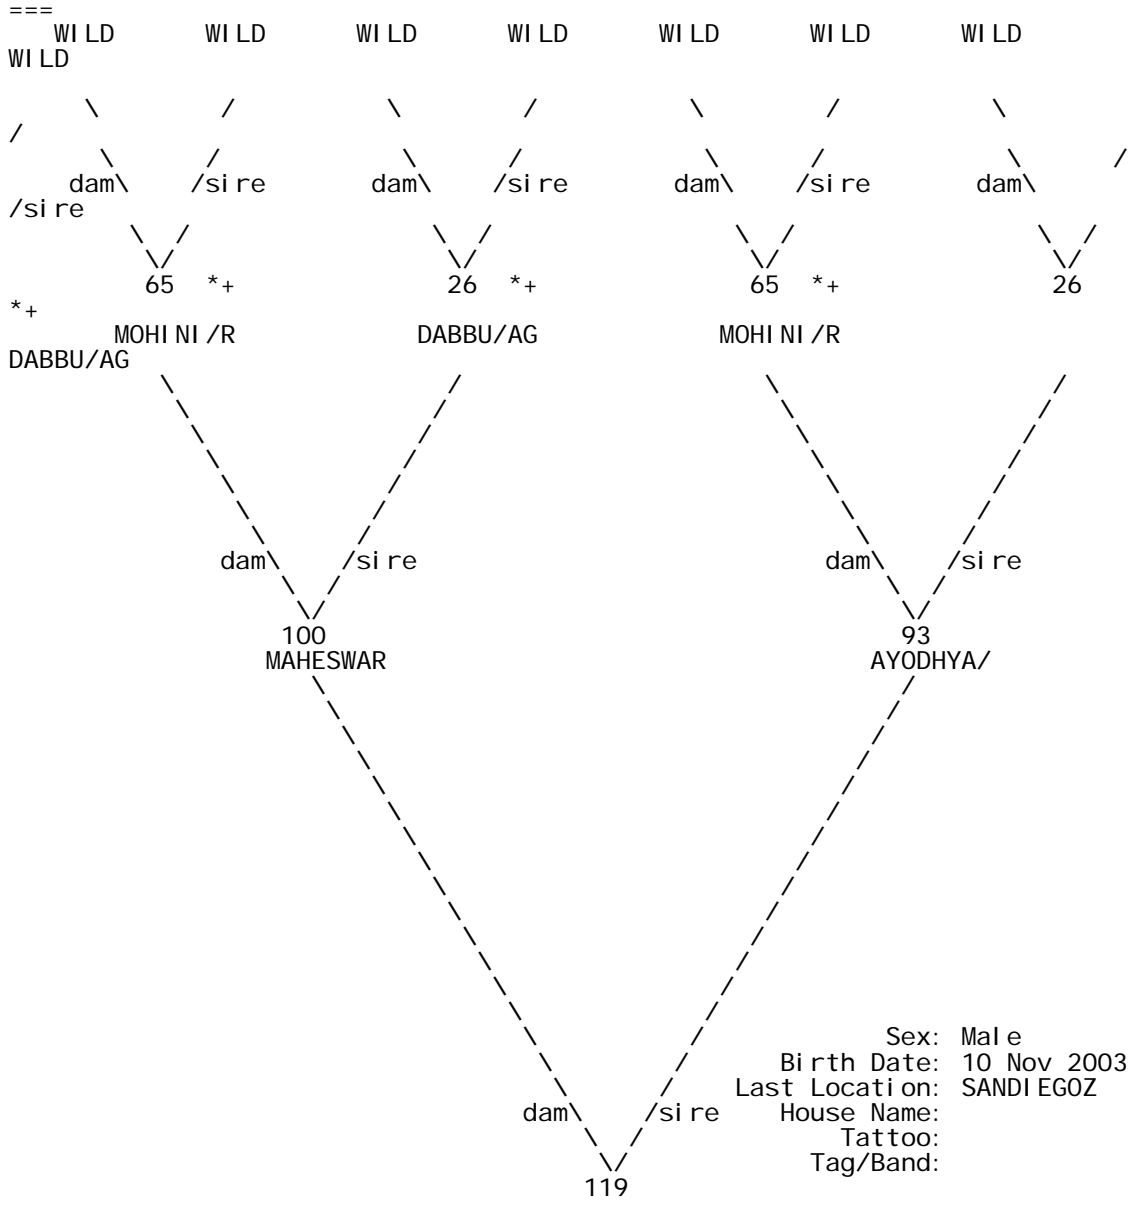 ===
WILD WILD WILD WILD WILD WILD WILD
WILD
\ / \ / \ / \
/
\ / \ / \ / \ /
dam\ /sire dam\ /sire dam\ /sire dam\
/sire
\ / \ / \ / \ /
\/ \/ \/ \/
65 *+ 26 *+ 65 *+ 26
*+
MOHINI/R DABBU/AG MOHINI/R
DABBU/AG
\ / \ /
\ / \ /
\ / \ /
\ / \ /
\ / \ /
\ / \ /
\ / \ /
dam\ /sire dam\ /sire
\ / \ /
\/ \/
100 93
MAHESWAR AYODHYA/
\ /
\ /
\ /
\ /
\ /
\ /
\ /
\ /
\ /
\ /
\ /
\ /
\ /
\ /
\ / Sex: Male
\ / Birth Date: 10 Nov 2003
\ / Last Location: SANDIEGOZ
dam\ /sire House Name:
\ / Tattoo:
\/ Tag/Band:
119